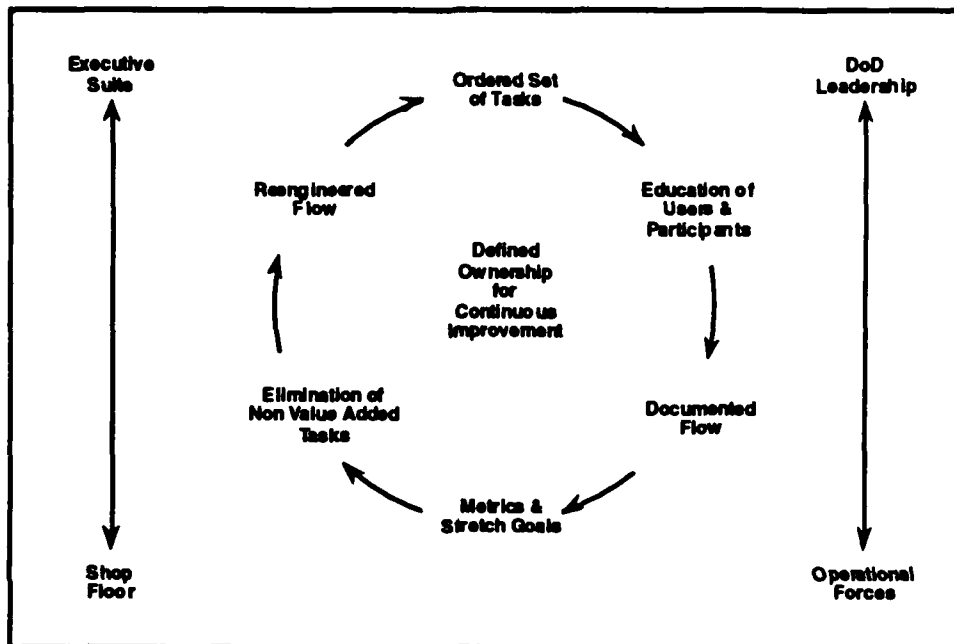 Executive
Suite
Ordered Set
of Tasks
DoD
Leadership
Reengineered
Flow
Education of
Users &
Participants
Defined
Ownership
for
Continuous
Improvement
Elimination of
Non Value Added
Tasks
Documented
Flow
Metrics &
Stretch Goals
Shop
Floor
Operational
Forces